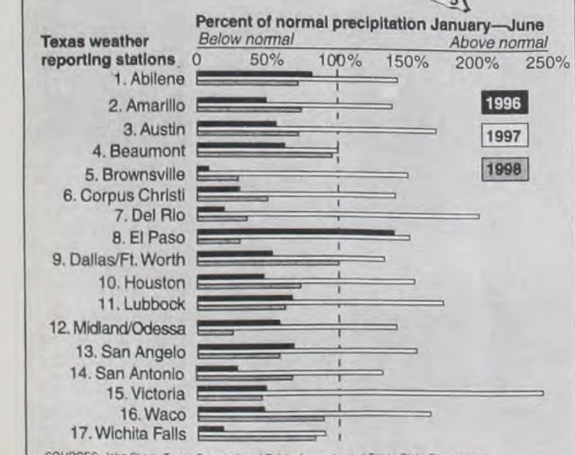 Percent of normal precipitation January—June
Texas weather Below normal Above normal
reporting stations 0 50% 100% 150% 200% 250%
1. Abilene
2. Amarillo
1996
3. Austin
1997
4. Beaumont
5. Brownsville
1998
6. Corpus Christi
7. Del Rio
8. El Paso
9. Dallas/Ft. Worth
10. Houston
11. Lubbock
12. Midland/Odessa
13. San Angelo
14. San Antonio
15. Victoria
16. Waco
17. Wichita Falls